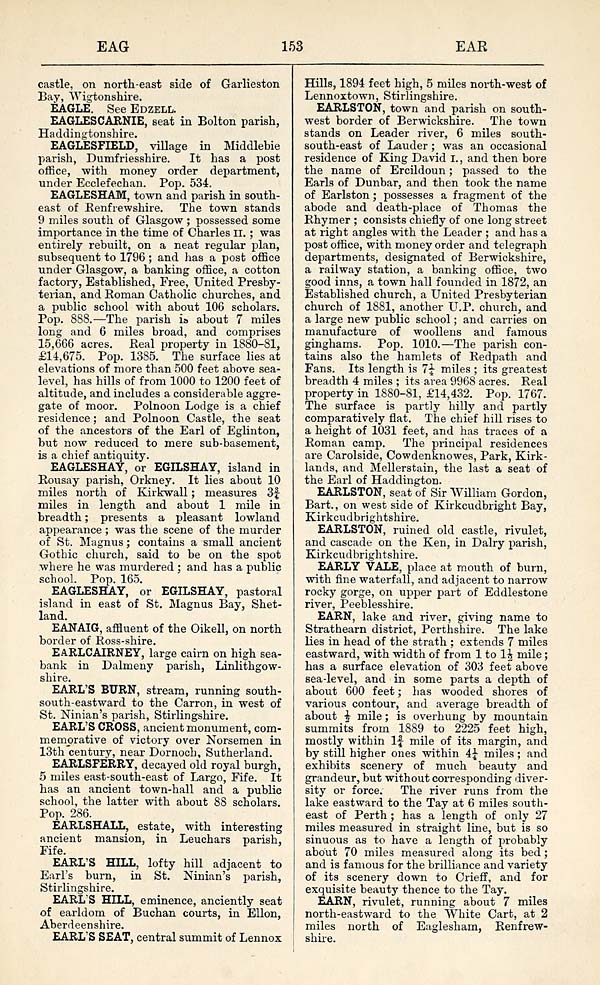 EAG 153 EAR
castle, on north-east side of Garlieston
Bay, Wigtonshire.
EAGLE. See EDZELL.
EAGLESCARNIE, seat in Bolton parish,
Haddingtonshire.
EAGLESFIELD, village in Middlebie
parish, Dumfriesshire. It has a post
office, with money order department,
under Ecclefechan. Pop. 534.
EAGLESHAM, town and parish in south-
east of Renfrewshire. The town stands
9 miles south of Glasgow; possessed some
importance in the time of Charles II.; was
entirely rebuilt, on a neat regular plan,
subsequent to 1796; and has a post office
under Glasgow, a banking office, a cotton
factory, Established, Free, United Presby-
terian, and Roman Catholic churches, and
a public school with about 106 scholars.
Pop. 888.—The parish is about 7 miles
long and 6 miles broad, and comprises
15,666 acres. Real property in 1880-81,
£14,675. Pop. 1385. The surface lies at
elevations of more than 500 feet above sea-
level, has hills of from 1000 to 1200 feet of
altitude, and includes a considerable aggre-
gate of moor. Polnoon Lodge is a chief
residence; and Polnoon Castle, the seat
of the ancestors of the Earl of Eglinton,
but now reduced to mere sub-basement,
is a chief antiquity.
EAGLESHAY, or EGILSHAY, island in
Rousay parish, Orkney. It lies about 10
miles north of Kirkwall; measures 3¾
miles in length and about 1 mile in
breadth; presents a pleasant lowland
appearance; was the scene of the murder
of St. Magnus; contains a small ancient
Gothic church, said to be on the spot
where he was murdered; and has a public
school. Pop. 165.
EAGLESHAY, or EGILSHAY, pastoral
island in east of St. Magnus Bay, Shet-
land.
EANAIG, affluent of the Oikell, on north
border of Ross-shire.
EARLCAIRNEY, large cairn on high sea-
bank in Dalmeny parish, Linlithgow-
shire.
EARL'S BURN, stream, running south-
south-eastward to the Carron, in west of
St. Ninian's parish, Stirlingshire.
EARL'S CROSS, ancient monument, com-
memorative of victory over Norsemen in
13th century, near Dornoch, Sutherland.
EARLSFERRY, decayed old royal burgh,
5 miles east-south-east of Largo, Fife. It
has an ancient town-hall and a public
school, the latter with about 88 scholars.
Pop. 286.
EARLSHALL, estate, with interesting
ancient mansion, in Leuchars parish,
Fife.
EARL'S HILL, lofty hill adjacent to
Earl's burn, in St. Ninian's parish,
Stirlingshire.
EARL'S HILL, eminence, anciently seat
of earldom of Buchan courts, in Ellon,
Aberdeenshire.
EARL'S SEAT, central summit of Lennox
Hills, 1894 feet high, 5 miles north-west of
Lennoxtown, Stirlingshire.
EARLSTON, town and parish on south-
west border of Berwickshire. The town
stands on Leader river, 6 miles south-
south-east of Lauder; was an occasional
residence of King David I., and then bore
the name of Ercildoun; passed to the
Earls of Dunbar, and then took the name
of Earlston; possesses a fragment of the
abode and death-place of Thomas the
Rhymer; consists chiefly of one long street
at right angles with the Leader; and has a
post office, with money order and telegraph
departments, designated of Berwickshire,
a railway station, a banking office, two
good inns, a town hall founded in 1872, an
Established church, a United Presbyterian
church of 1881, another U.P. church, and
a large new public school; and carries on
manufacture of woollens and famous
ginghams. Pop. 1010.—The parish con-
tains also the hamlets of Redpath and
Fans. Its length is 7¼ miles; its greatest
breadth 4 miles; its area 9968 acres. Real
property in 1880-81, £14,432. Pop. 1767.
The surface is partly hilly and partly
comparatively flat. The chief hill rises to
a height of 1031 feet, and has traces of a
Roman camp. The principal residences
are Carolside, Cowdenknowes, Park, Kirk-
lands, and Mellerstain, the last a seat of
the Earl of Haddington.
EARLSTON, seat of Sir William Gordon,
Bart., on west side of Kirkcudbright Bay,
Kirkcudbrightshire.
EARLSTON, ruined old castle, rivulet,
and cascade on the Ken, in Dalry parish,
Kirkcudbrightshire.
EARLY VALE, place at mouth of burn,
with fine waterfall, and adjacent to narrow
rocky gorge, on upper part of Eddlestone
river, Peeblesshire.
EARN, lake and river, giving name to
Strathearn district, Perthshire. The lake
lies in head of the strath; extends 7 miles
eastward, with width of from 1 to 1½ mile;
has a surface elevation of 303 feet above
sea-level, and in some parts a depth of
about 600 feet; has wooded shores of
various contour, and average breadth of
about ½ mile; is overhung by mountain
summits from 1889 to 2225 feet high,
mostly within 1¾ mile of its margin, and
by still higher ones within 4¼ miles; and
exhibits scenery of much beauty and
grandeur, but without corresponding diver-
sity or force. The river runs from the
lake eastward to the Tay at 6 miles south-
east of Perth; has a length of only 27
miles measured in straight line, but is so
sinuous as to have a length of probably
about 70 miles measured along its bed;
and is famous for the brilliance and variety
of its scenery down to Crieff, and for
exquisite beauty thence to the Tay.
EARN, rivulet, running about 7 miles
north-eastward to the White Cart, at 2
miles north of Eaglesham, Renfrew-
shire.